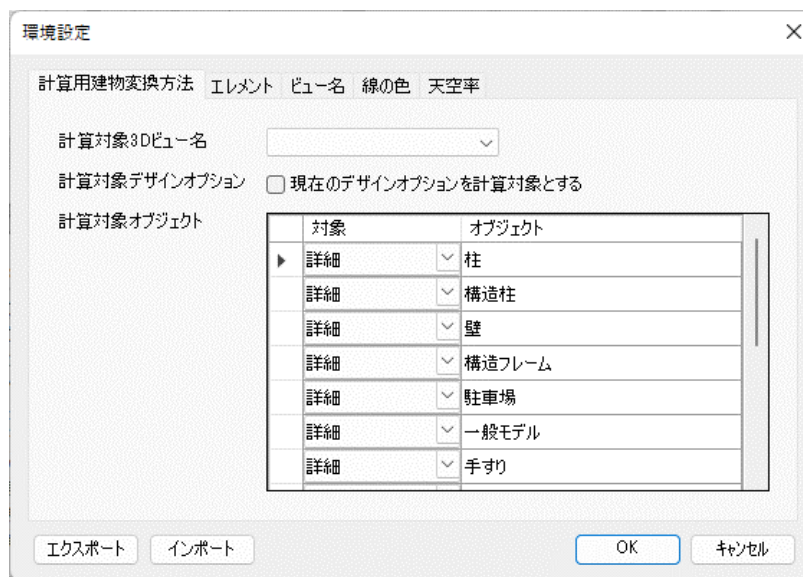 環境設定
計算用建物変換方法 エレメント ビュー名 線の色 天空率
計算対象3Dビュー名
計算対象デザインオプション 現在のデザインオプションを計算対象とする
計算対象オブジェクト
対象 オブジェクト
詳細 柱
詳細 構造柱
詳細 壁
詳細 構造フレーム
詳細 駐車場
詳細 一般モデル
詳細 手すり
エクスポート インポート OK キャンセル